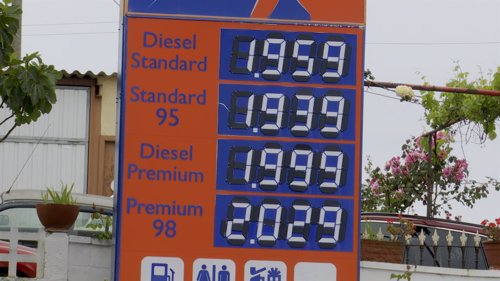 Diesel
Standard
1.959
Standard
95
1.939
Diesel
Premium
1.999
Premium
98
2.029